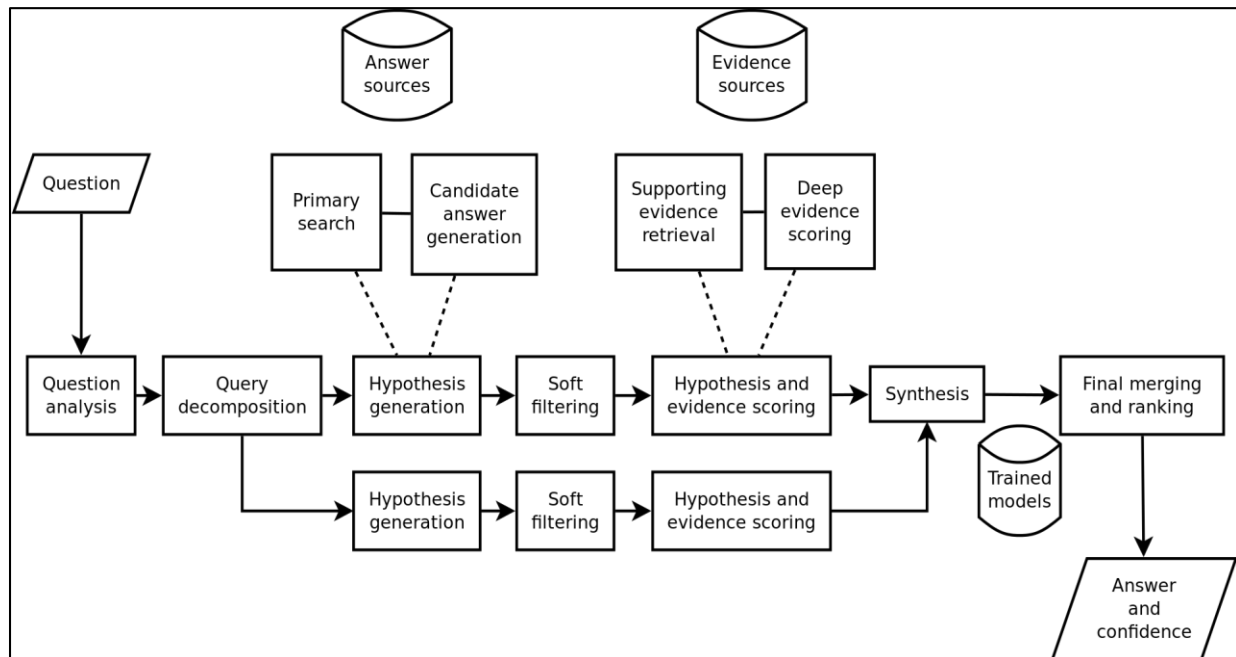 Answer
sources
Evidence
sources
Question
Primary
search
Candidate
answer
generation
Supporting
evidence
retrieval
Deep
evidence
scoring
Question
analysis
Query
decomposition
Hypothesis
generation
Soft
filtering
Hypothesis and
evidence scoring
Synthesis
Final merging
and ranking
Hypothesis
generation
Soft
filtering
Hypothesis and
evidence scoring
Trained
models
Answer
and
confidence